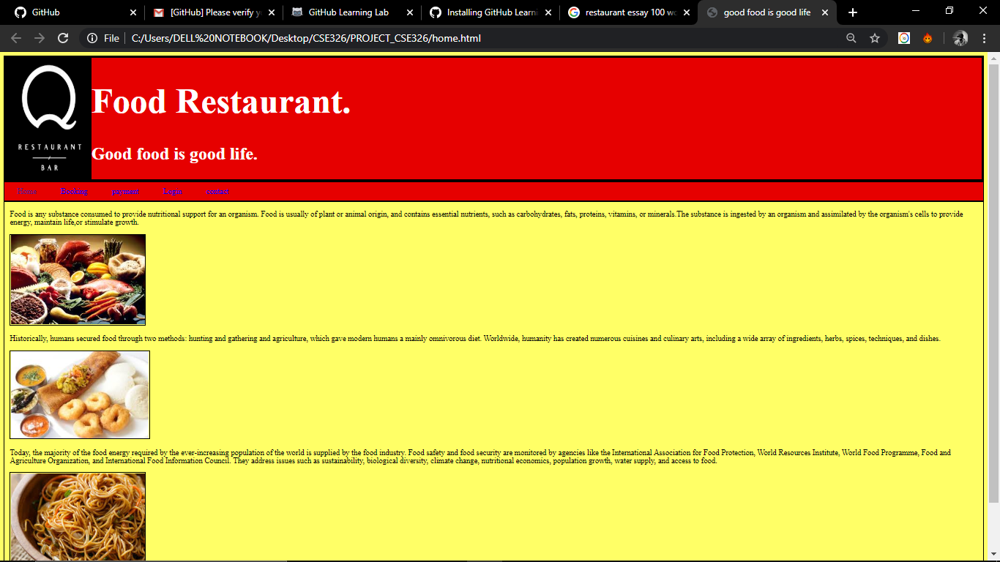 GitHub
[GitHub] Please verify y
GitHub Learning Lab
Installing GitHub Learni
restaurant essay 100 wo
good food is good life
File
C:/Users/DELL%20NOTEBOOK/Desktop/CSE326/PROJECT_CSE326/home.html
Q
RESTAURANT
BAR
Food Restaurant.
Good food is good life.
Home Booking payment Login contact
Food is any substance consumed to provide nutritional support for an organism. Food is usually of plant or animal origin, and contains essential nutrients, such as carbohydrates, fats, proteins, vitamins, or minerals.The substance is ingested by an organism and assimilated by the organism's cells to provide
energy, maintain life,or stimulate growth.
Historically, humans secured food through two methods: hunting and gathering and agriculture, which gave modern humans a mainly omnivorous diet. Worldwide, humanity has created numerous cuisines and culinary arts, including a wide array of ingredients, herbs, spices, techniques, and dishes.
Today, the majority of the food energy required by the ever-increasing population of the world is supplied by the food industry. Food safety and food security are monitored by agencies like the International Association for Food Protection, World Resources Institute, World Food Programme, Food and
Agriculture Organization, and International Food Information Council. They address issues such as sustainability, biological diversity, climate change, nutritional economics, population growth, water supply, and access to food.